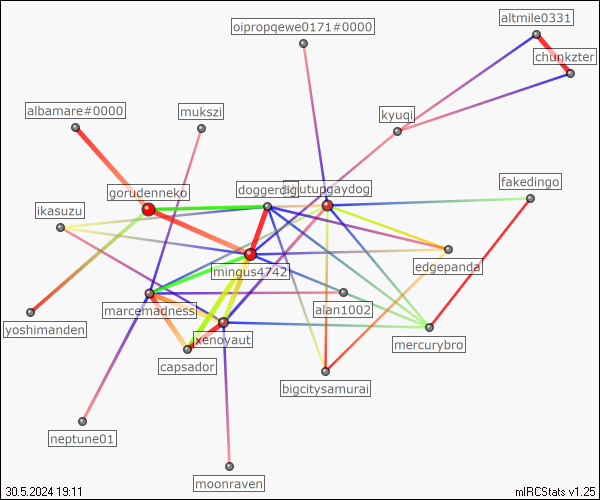 altmile0331
oipropqewe0171#0000
chunkzter
albamare#0000
mukszi
kyuqi
gorudenneko
doggerdig
fakedingo
ikasuzu
edgepanda
mingus4742
marcemadness
alan1002
yoshimanden
xenoyaut
mercurybro
capsador
bigcitysamurai
neptune01
moonraven
30.5.2024 19:11
mIRCStats v1.25